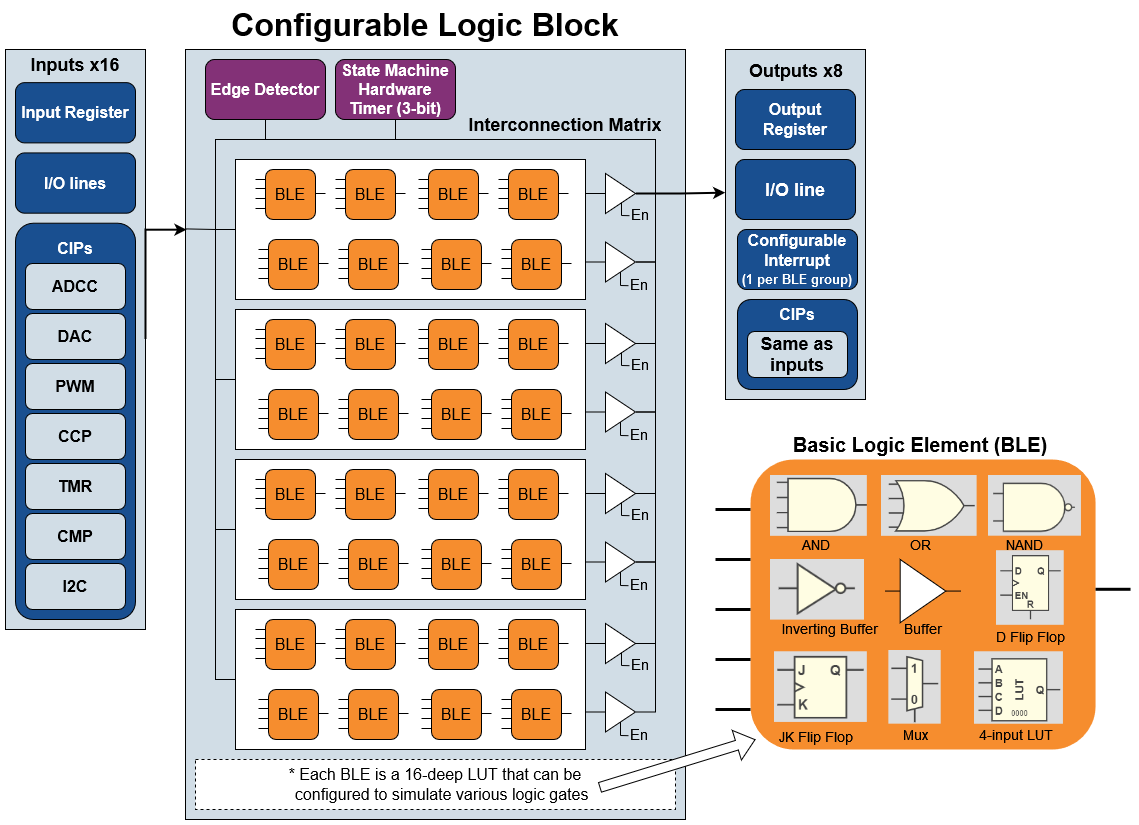 Configurable Logic Block
Inputs x16
Input Register
I/O lines
CIPs
ADCC
DAC
PWM
CCP
TMR
CMP
I2C
Edge Detector
State Machine
Hardware
Timer (3-bit)
Interconnection Matrix
BLE BLE BLE BLE
En
BLE BLE BLE BLE
En
BLE BLE BLE BLE
En
BLE BLE BLE BLE
En
BLE BLE BLE BLE
En
BLE BLE BLE BLE
En
BLE BLE BLE BLE
En
BLE BLE BLE BLE
En
* Each BLE is a 16-deep LUT that can be
configured to simulate various logic gates
Outputs x8
Output
Register
I/O line
Configurable
Interrupt
(1 per BLE group)
CIPs
Same as
inputs
Basic Logic Element (BLE)
AND
OR
NAND
Inverting Buffer
Buffer
D Q
EN
R
D Flip Flop
J Q
K
JK Flip Flop
1
0
Mux
A
B
C
D
LUT
Q
0000
4-input LUT